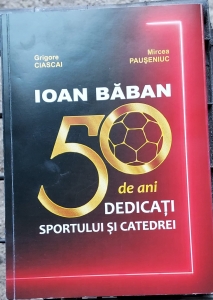 Grigore
CIASCAI
Mircea
PAUȘENIUC
IOAN BĂBAN
50
de ani
DEDICAȚI
SPORTULUI ȘI CATEDREI